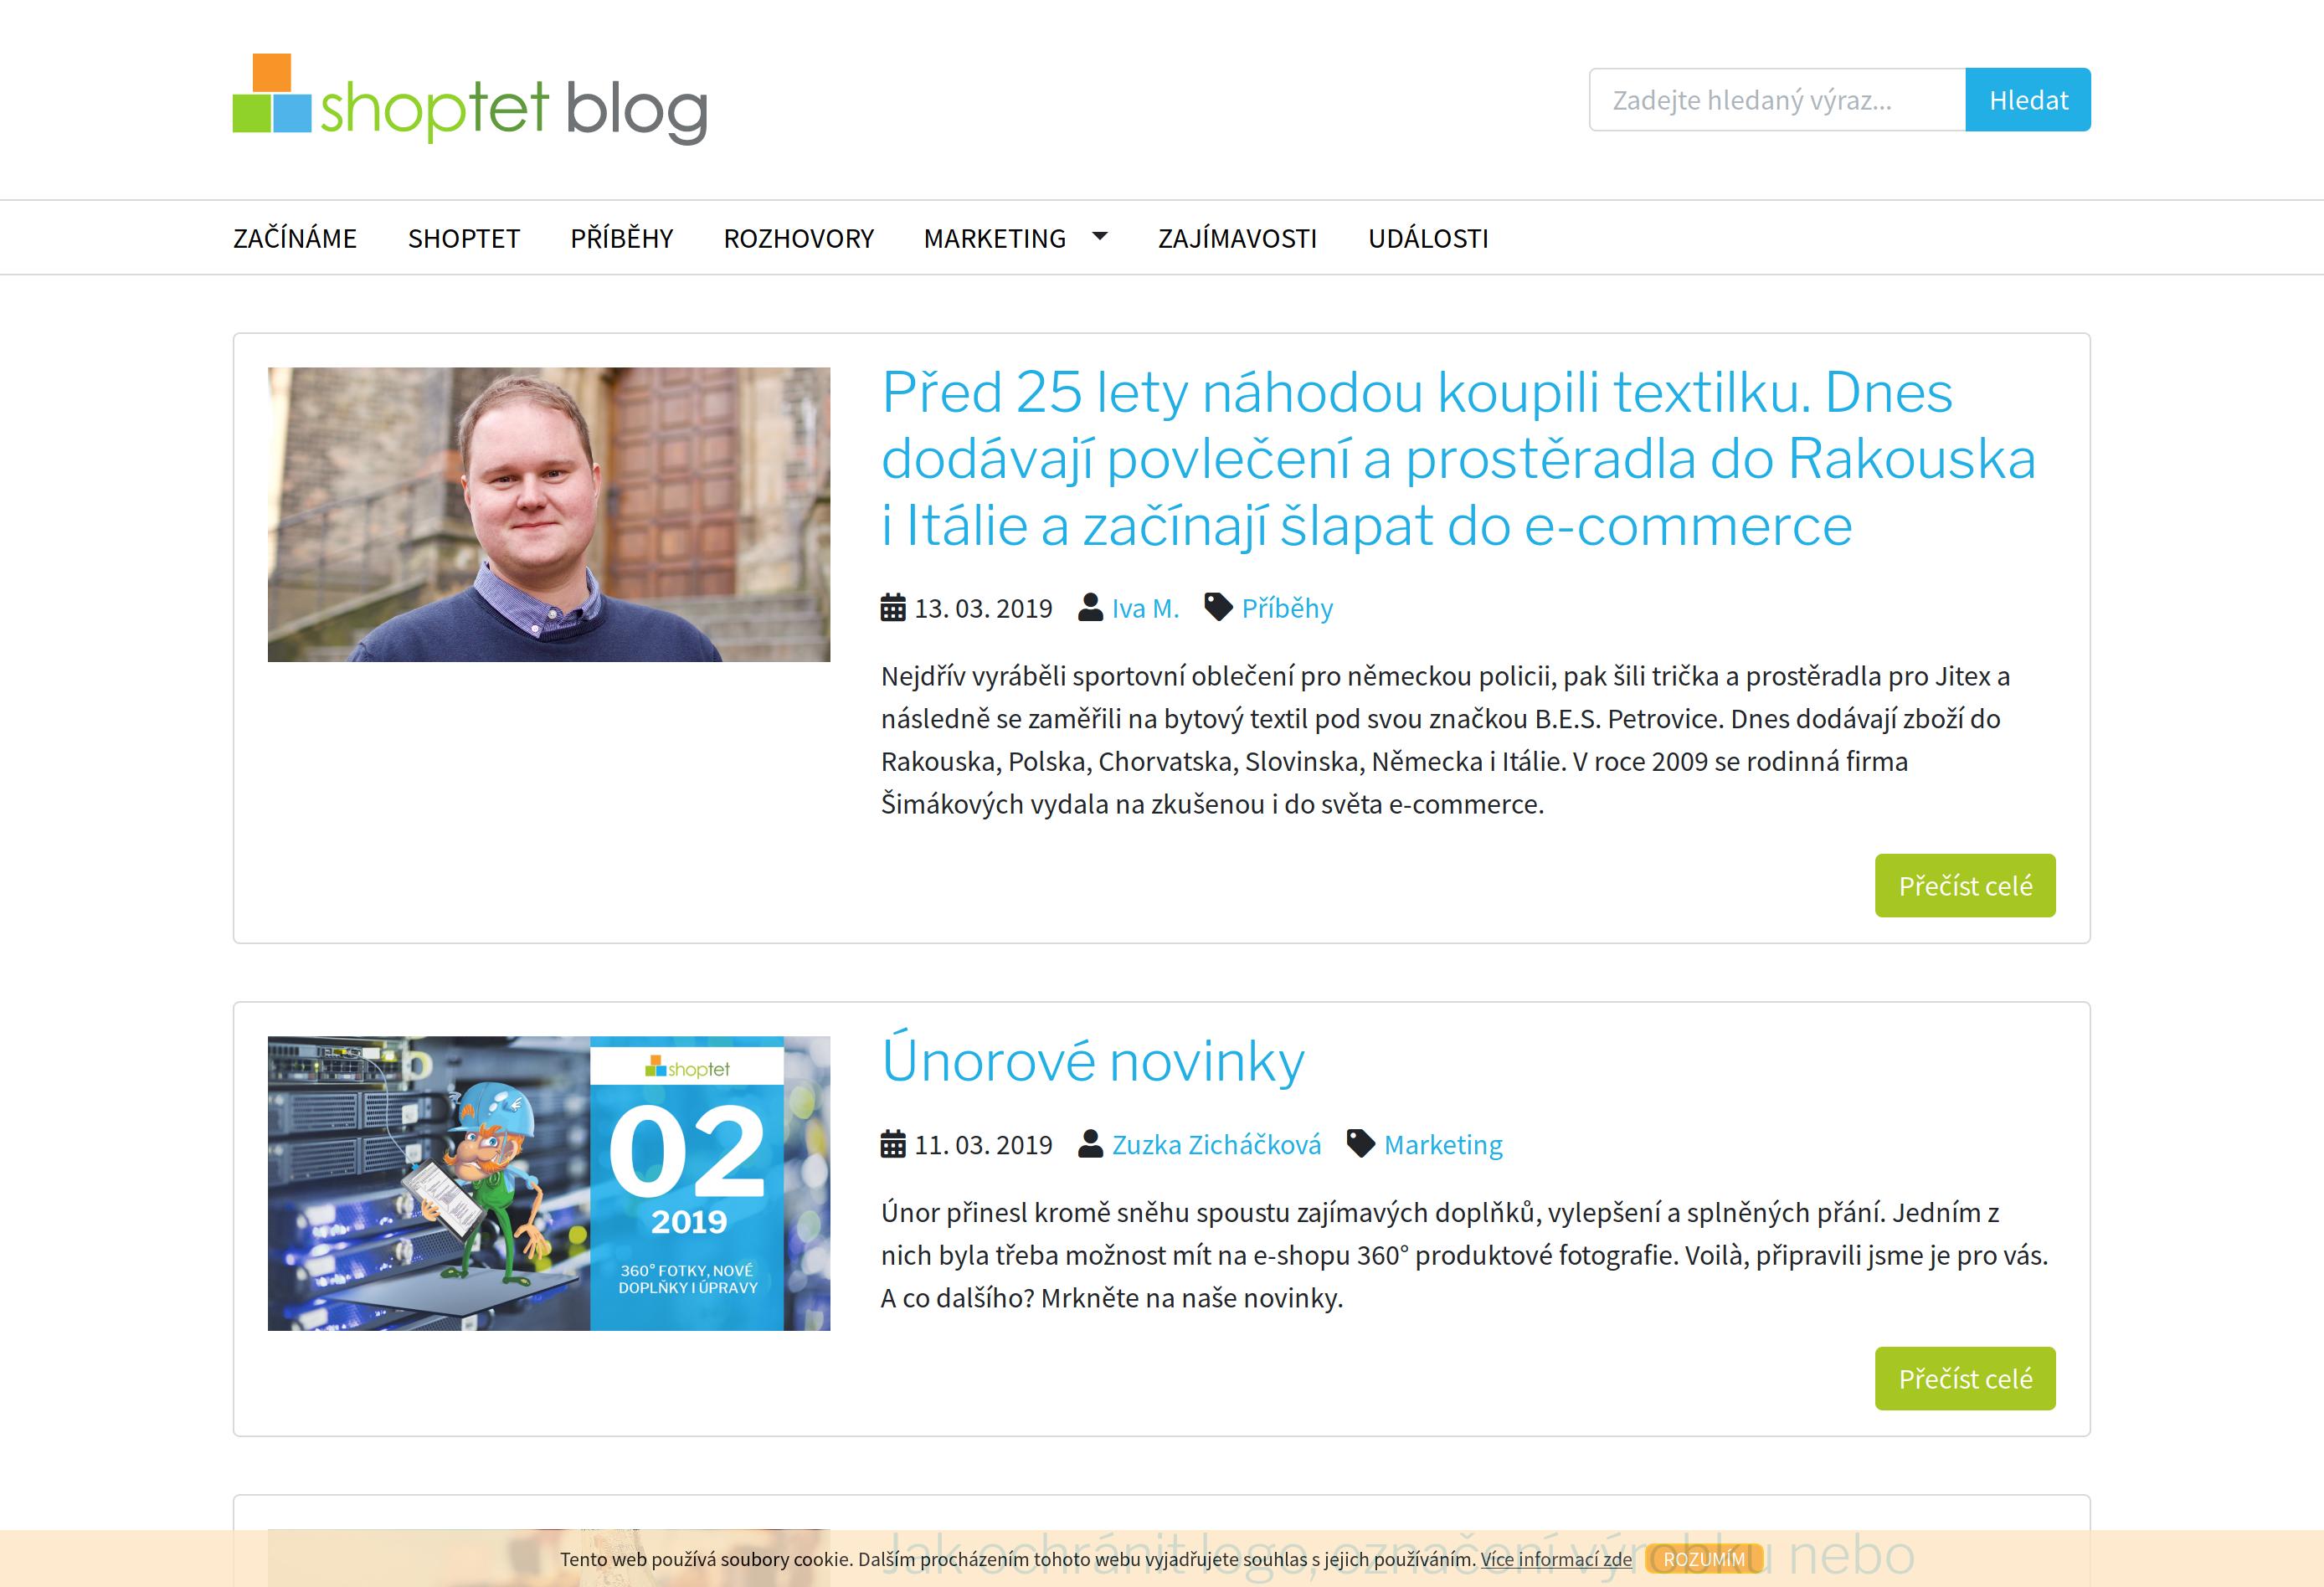 shoptet blog
Zadejte hledaný výraz...
Hledat
ZAČÍNÁME SHOPTET PŘÍBĚHY ROZHOVORY MARKETING ZAJÍMAVOSTI UDÁLOSTI
Před 25 lety náhodou koupili textilku. Dnes
dodávají povlečení a prostěradla do Rakouska
i Itálie a začínají šlapat do e-commerce
13. 03. 2019 Iva M. Příběhy
Nejdřív vyráběli sportovní oblečení pro německou policii, pak šili trička a prostěradla pro Jitex a
následně se zaměřili na bytový textil pod svou značkou B.E.S. Petrovice. Dnes dodávají zboží do
Rakouska, Polska, Chorvatska, Slovinska, Německa i Itálie. V roce 2009 se rodinná firma
Šimákových vydala na zkušenou i do světa e-commerce.
Přečíst celé
shoptet
02
2019
360° FOTKY, NOVÉ
DOPLŇKY I ÚPRAVY
Únorové novinky
11. 03. 2019 Zuzka Zicháčková Marketing
Únor přinesl kromě sněhu spoustu zajímavých doplňků, vylepšení a splněných přání. Jedním z
nich byla třeba možnost mít na e-shopu 360° produktové fotografie. Voilà, připravili jsme je pro vás.
A co dalšího? Mrkněte na naše novinky.
Přečíst celé
Jak ochránit logo, označení výrobku nebo
Tento web používá soubory cookie. Dalším procházením tohoto webu vyjadřujete souhlas s jejich používáním. Více informací zde ROZUMÍM